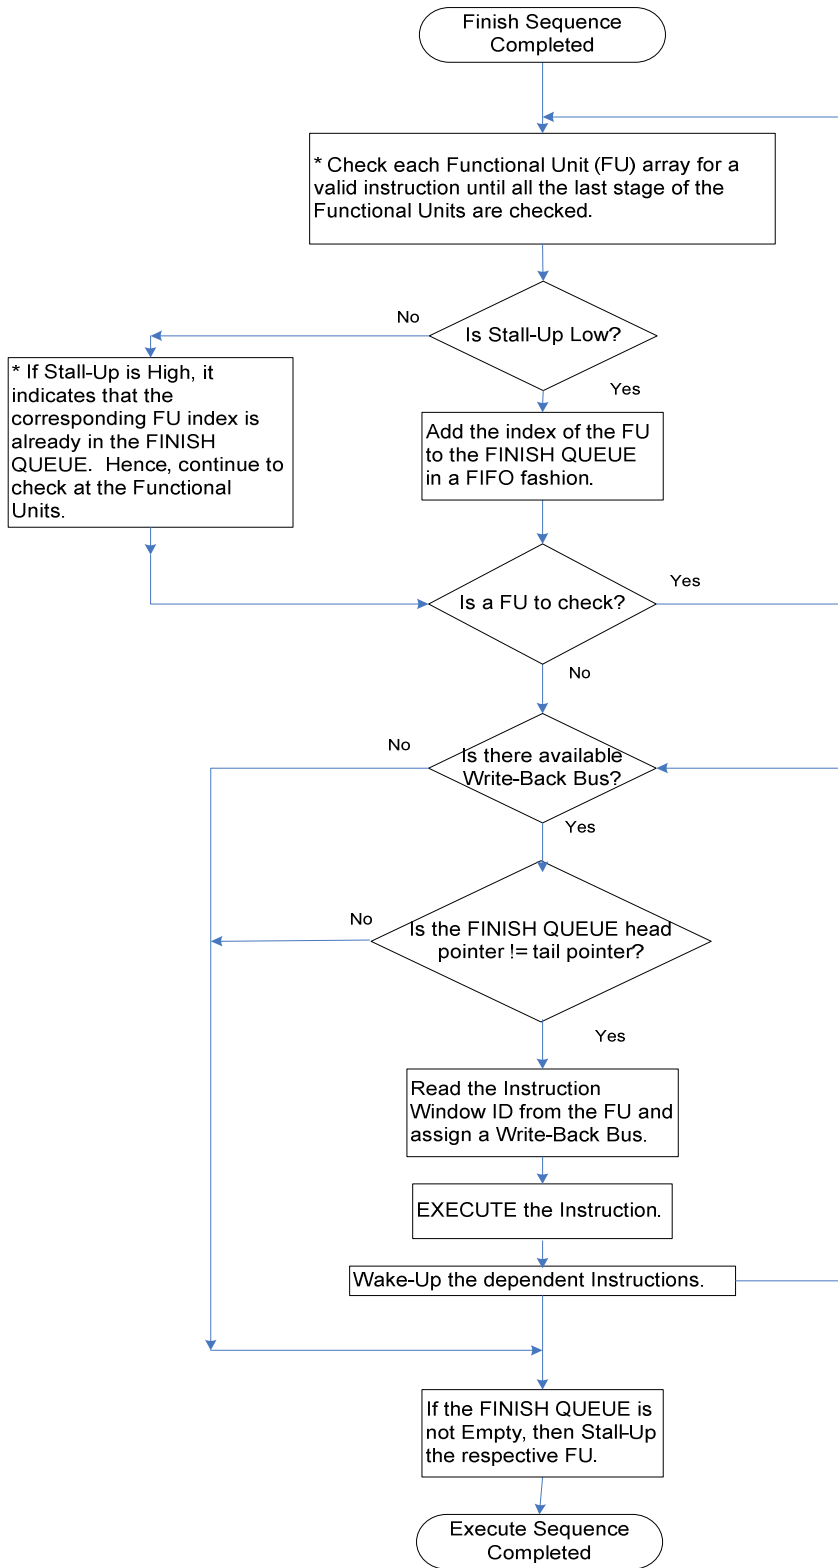 Finish Sequence
Completed
* Check each Functional Unit (FU) array for a
valid instruction until all the last stage of the
Functional Units are checked.
No
Is Stall-Up Low?
Yes
* If Stall-Up is High, it
indicates that the
corresponding FU index is
already in the FINISH
QUEUE. Hence, continue to
check at the Functional
Units.
Add the index of the FU
to the FINISH QUEUE
in a FIFO fashion.
Is a FU to check?
Yes
No
No
Is there available
Write-Back Bus?
Yes
No
Is the FINISH QUEUE head
pointer != tail pointer?
Yes
Read the Instruction
Window ID from the FU and
assign a Write-Back Bus.
EXECUTE the Instruction.
Wake-Up the dependent Instructions.
If the FINISH QUEUE is
not Empty, then Stall-Up
the respective FU.
Execute Sequence
Completed